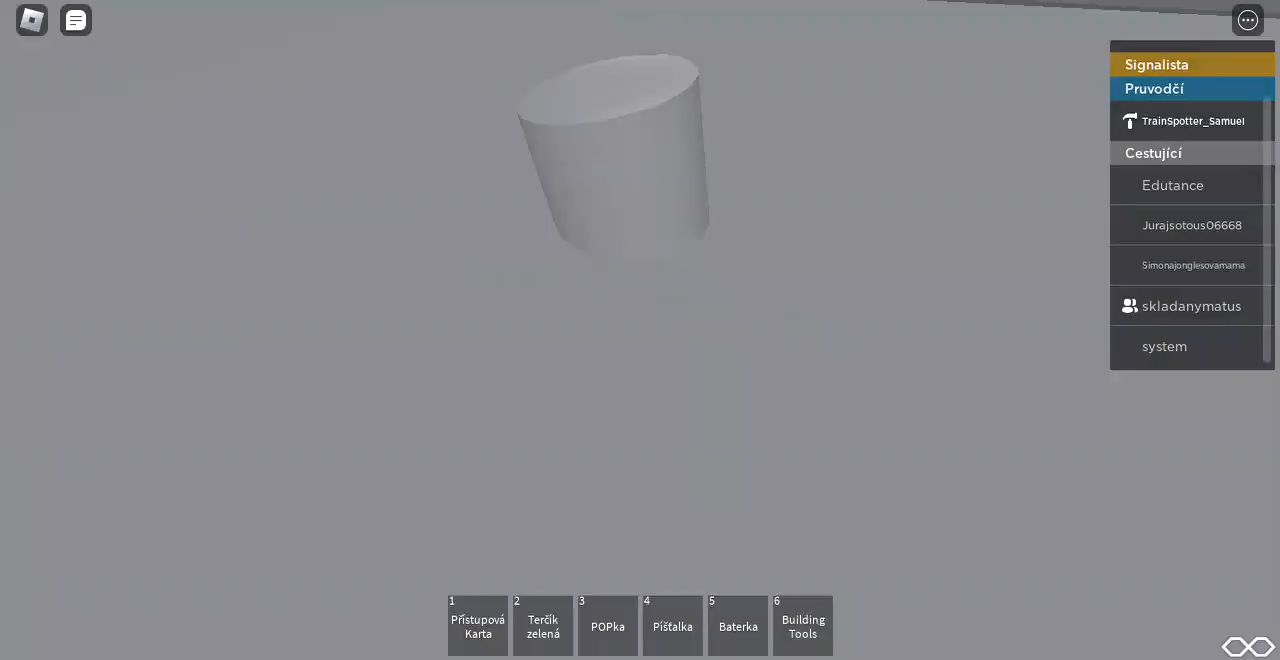 Signalista
Pruvodčí
TrainSpotter_Samuel
Cestující
Edutance
Jurajsotous06668
Simonajonglesovamama
skladanymatus
system
1
Přístupová
Karta
2
Terčík
zelená
3
POPka
4
Píšťalka
5
Baterka
6
Building
Tools